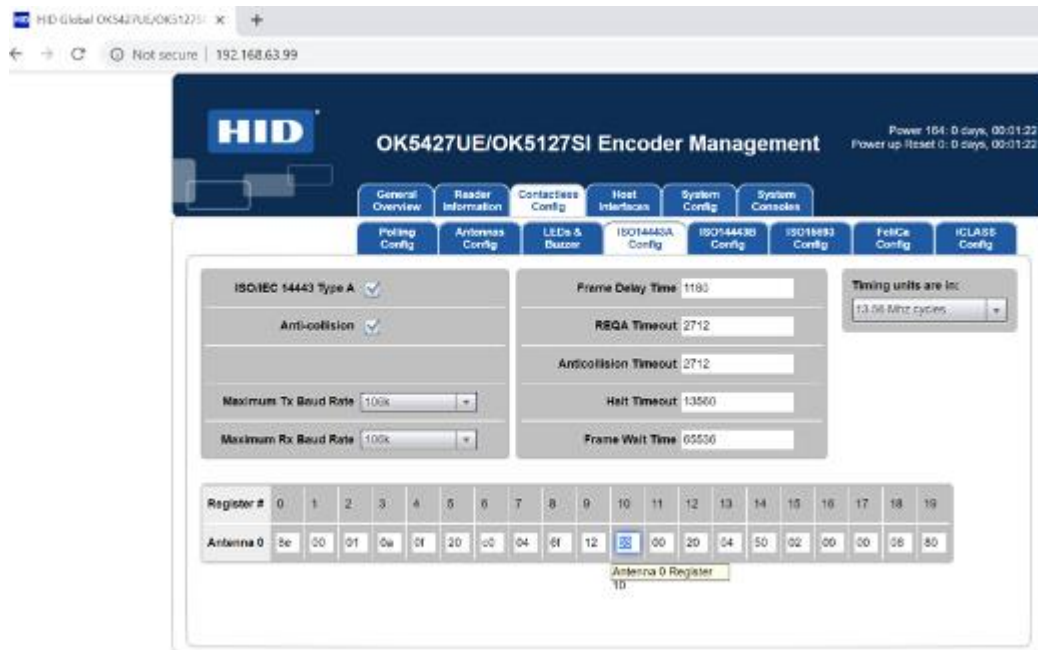 HID Global OK5427UE/OK5127SI
Not secure | 192.168.63.99
HID
OK5427UE/OK5127SI Encoder Management
Power 164: 0 days, 00:01:22
Power up Reset 0: 0 days, 00:01:22
General Overview
Reader Information
Contactless Config
Host Interfaces
System Config
System Consoles
Polling Config
Antennas Config
LEDs & Buzzer
ISO14443A Config
ISO14443B Config
ISO15693 Config
FeliCa Config
iCLASS Config
ISO/IEC 14443 Type A
Anti-collision
Maximum Tx Baud Rate 106k
Maximum Rx Baud Rate 106k
Frame Delay Time 1180
REQA Timeout 2712
Anticollision Timeout 2712
Halt Timeout 13560
Frame Wait Time 65536
Timing units are in:
13.56 Mhz cycles
Register # 0 1 2 3 4 5 6 7 8 9 10 11 12 13 14 15 16 17 18 19
Antenna 0 8e 00 01 0a 0f 20 c0 04 6f 12 00 20 04 50 02 00 00 80
Antenna 0 Register
10